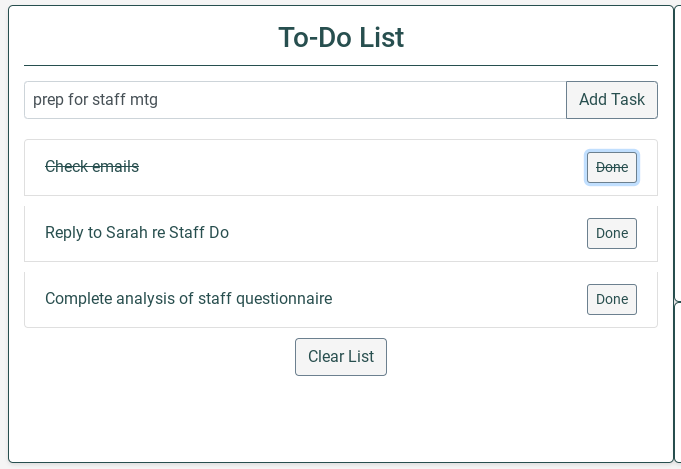 To-Do List
prep for staff mtg
Add Task
Check emails
Done
Reply to Sarah re Staff Do
Done
Complete analysis of staff questionnaire
Done
Clear List